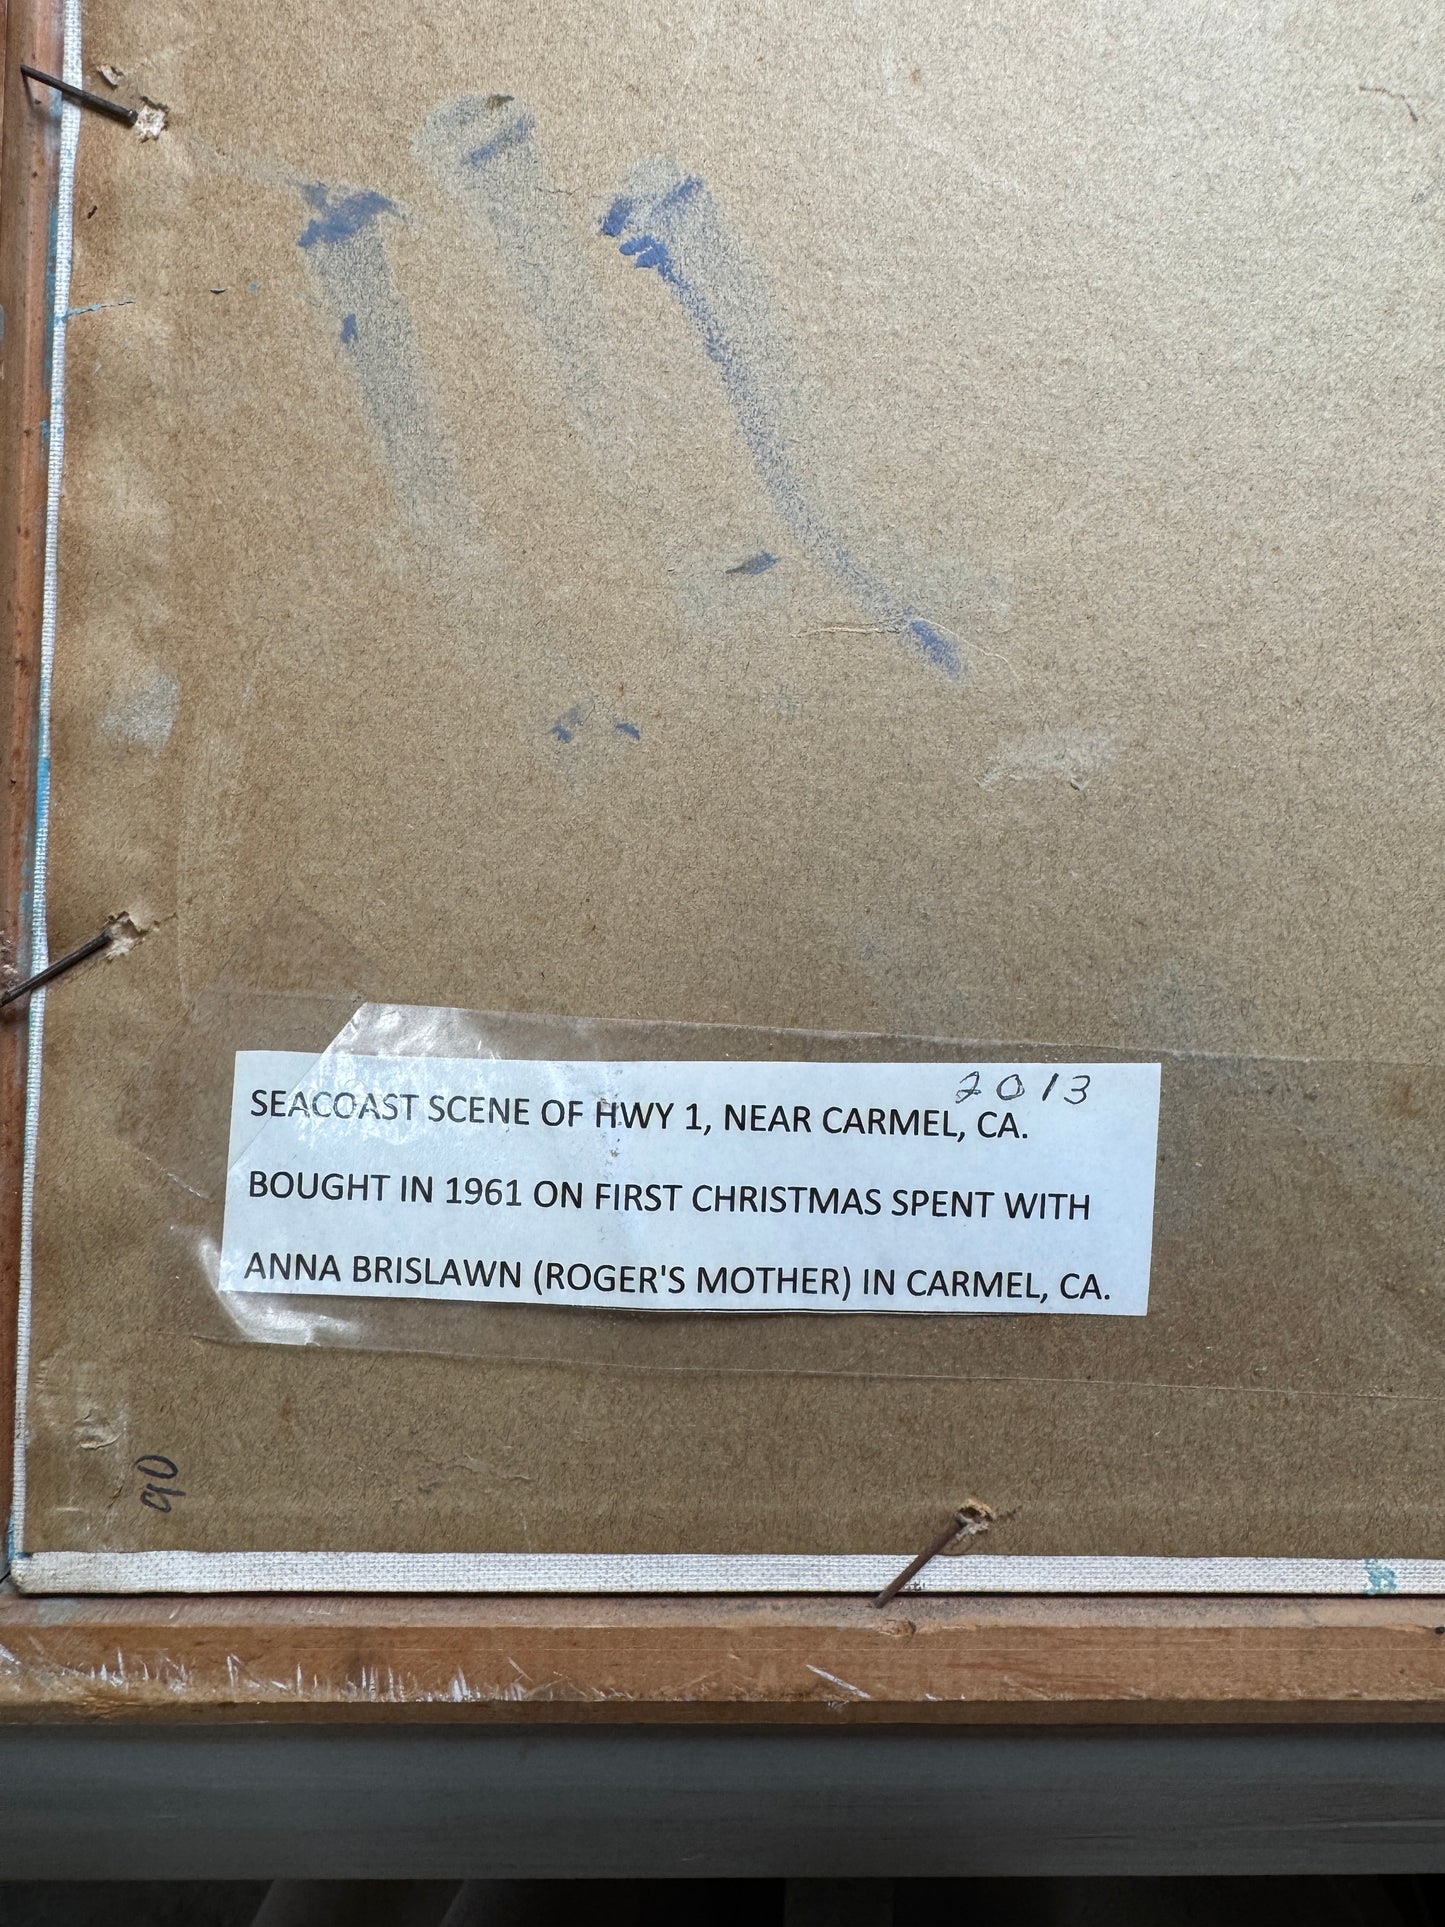 2013
SEACOAST SCENE OF HWY 1, NEAR CARMEL, CA.
BOUGHT IN 1961 ON FIRST CHRISTMAS SPENT WITH
ANNA BRISLAWN (ROGER'S MOTHER) IN CARMEL, CA.
90